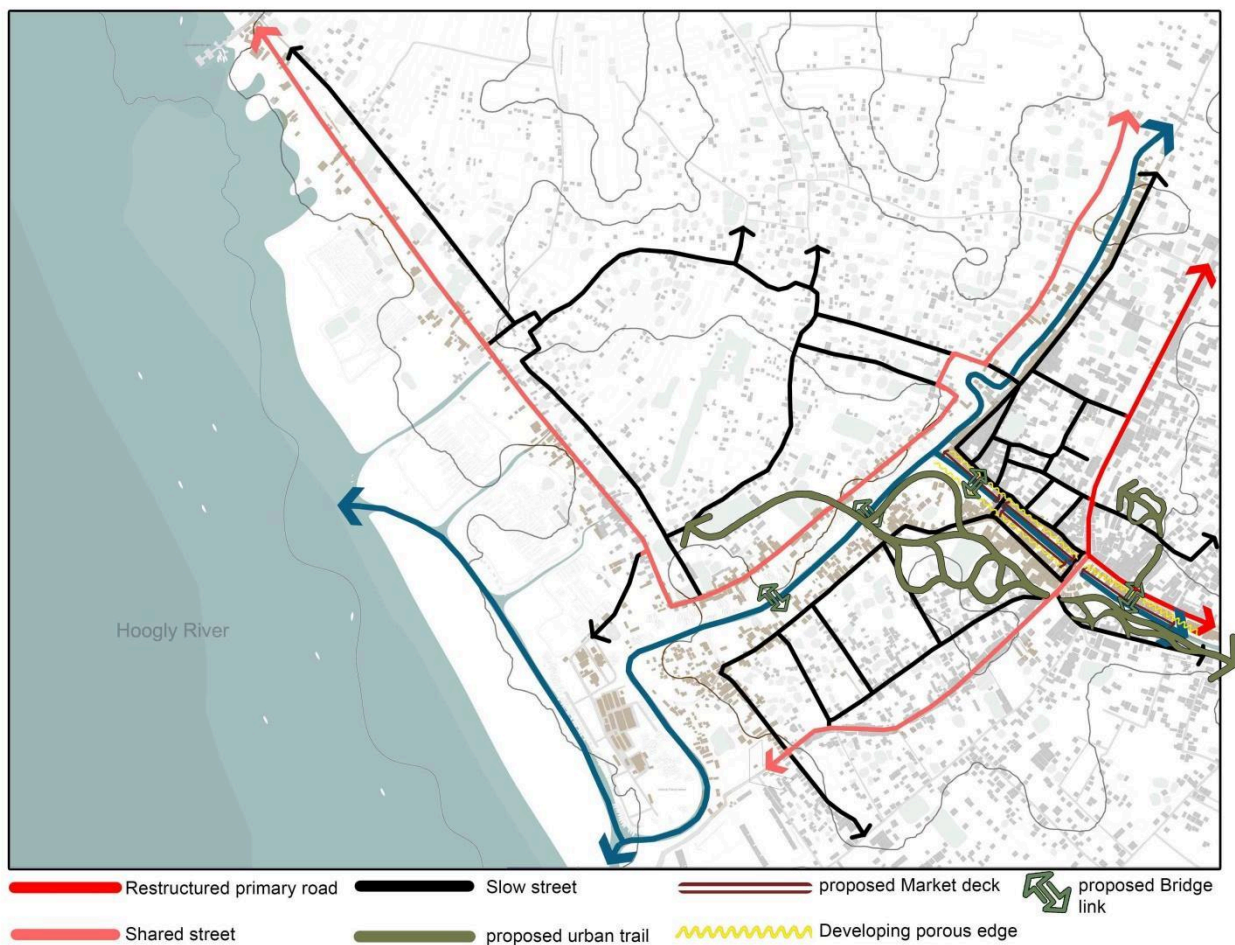 Hoogly River
Restructured primary road
Slow street
proposed Market deck
proposed Bridge
link
Shared street
proposed urban trail
Developing porous edge